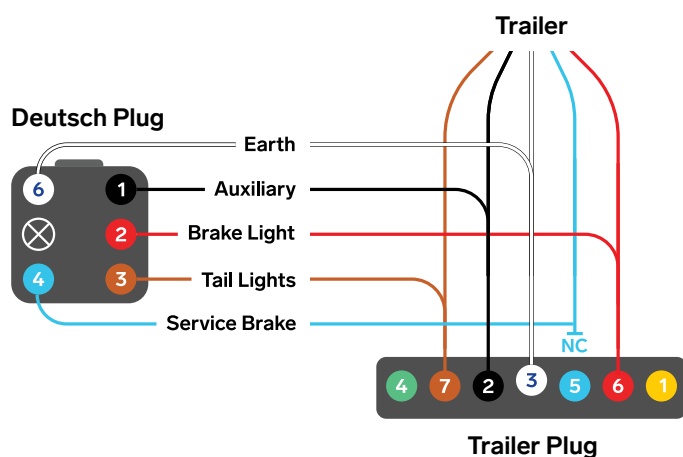 Trailer
Deutsch Plug
Earth
6 1 Auxiliary
2 Brake Light
4 3 Tail Lights
Service Brake
NC
4 7 2 3 5 6 1
Trailer Plug